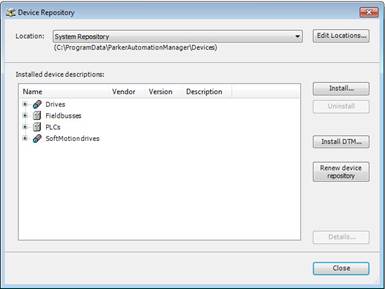 Device Repository
Location: System Repository Edit Locations...
(C:\ProgramData\ParkerAutomationManager\Devices)
Installed device descriptions:
Name Vendor Version Description
Drives
Fieldbusses
PLCs
SoftMotion drives
Install...
Uninstall
Install DTM...
Renew device
repository
Details...
Close